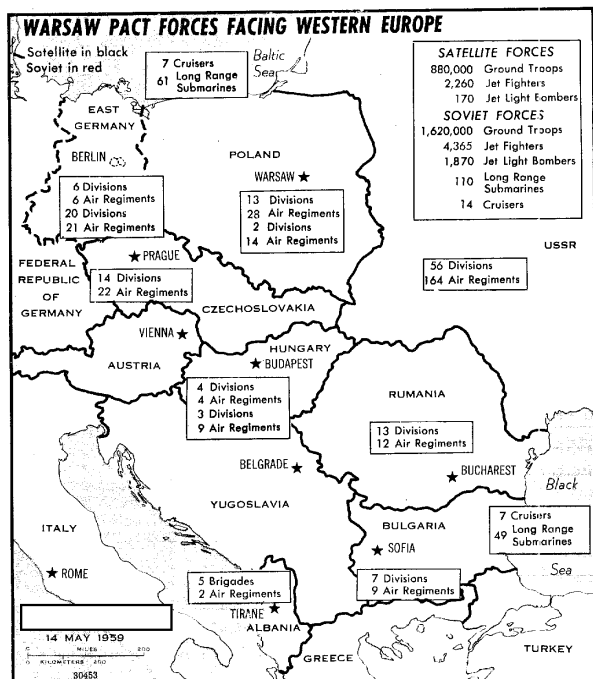 WARSAW PACT FORCES FACING WESTERN EUROPE
Satellite in black
Soviet in red
7 Cruisers
61 Long Range
Submarines
Baltic
Sea
SATELLITE FORCES
880,000 Ground Troops
2,260 Jet Fighters
170 Jet Light Bombers
SOVIET FORCES
1,620,000 Ground Troops
4,365 Jet Fighters
1,870 Jet Light Bombers
110 Long Range
Submarines
14 Cruisers
EAST
GERMANY
BERLIN
POLAND
WARSAW
6 Divisions
6 Air Regiments
20 Divisions
21 Air Regiments
13 Divisions
28 Air Regiments
2 Divisions
14 Air Regiments
USSR
56 Divisions
164 Air Regiments
FEDERAL
REPUBLIC
OF
GERMANY
PRAGUE
14 Divisions
22 Air Regiments
CZECHOSLOVAKIA
VIENNA
AUSTRIA
HUNGARY
BUDAPEST
4 Divisions
4 Air Regiments
3 Divisions
9 Air Regiments
RUMANIA
13 Divisions
12 Air Regiments
BUCHAREST
BELGRADE
YUGOSLAVIA
Black
Sea
7 Cruisers
49 Long Range
Submarines
BULGARIA
SOFIA
7 Divisions
9 Air Regiments
ITALY
ROME
5 Brigades
2 Air Regiments
TIRANE
ALBANIA
GREECE
TURKEY
14 MAY 1959
0 MILES 200
0 KILOMETERS 200
30453